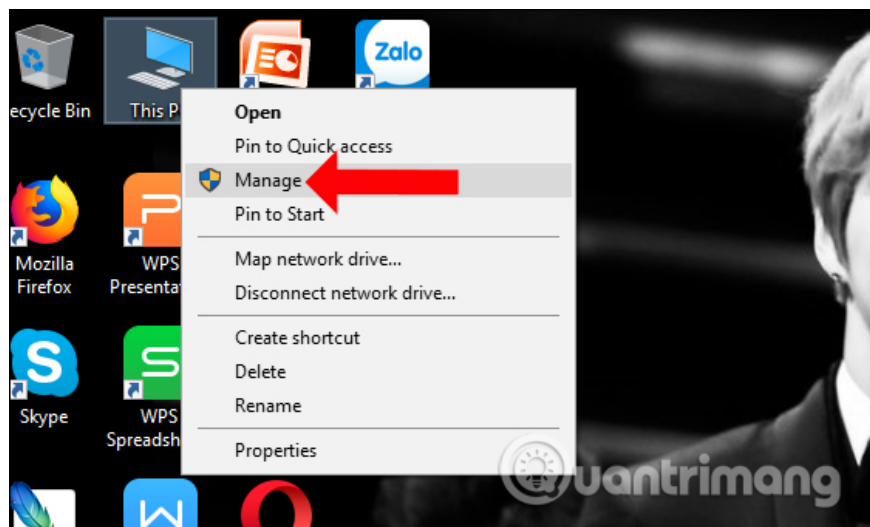 Zalo
ecycle Bin
This P
Open
Pin to Quick access
Manage
Pin to Start
Map network drive...
Disconnect network drive...
Create shortcut
Delete
Rename
Properties
Mozilla
Firefox
WPS
Presenta
Skype
WPS
Spreadsh
Quantrimang